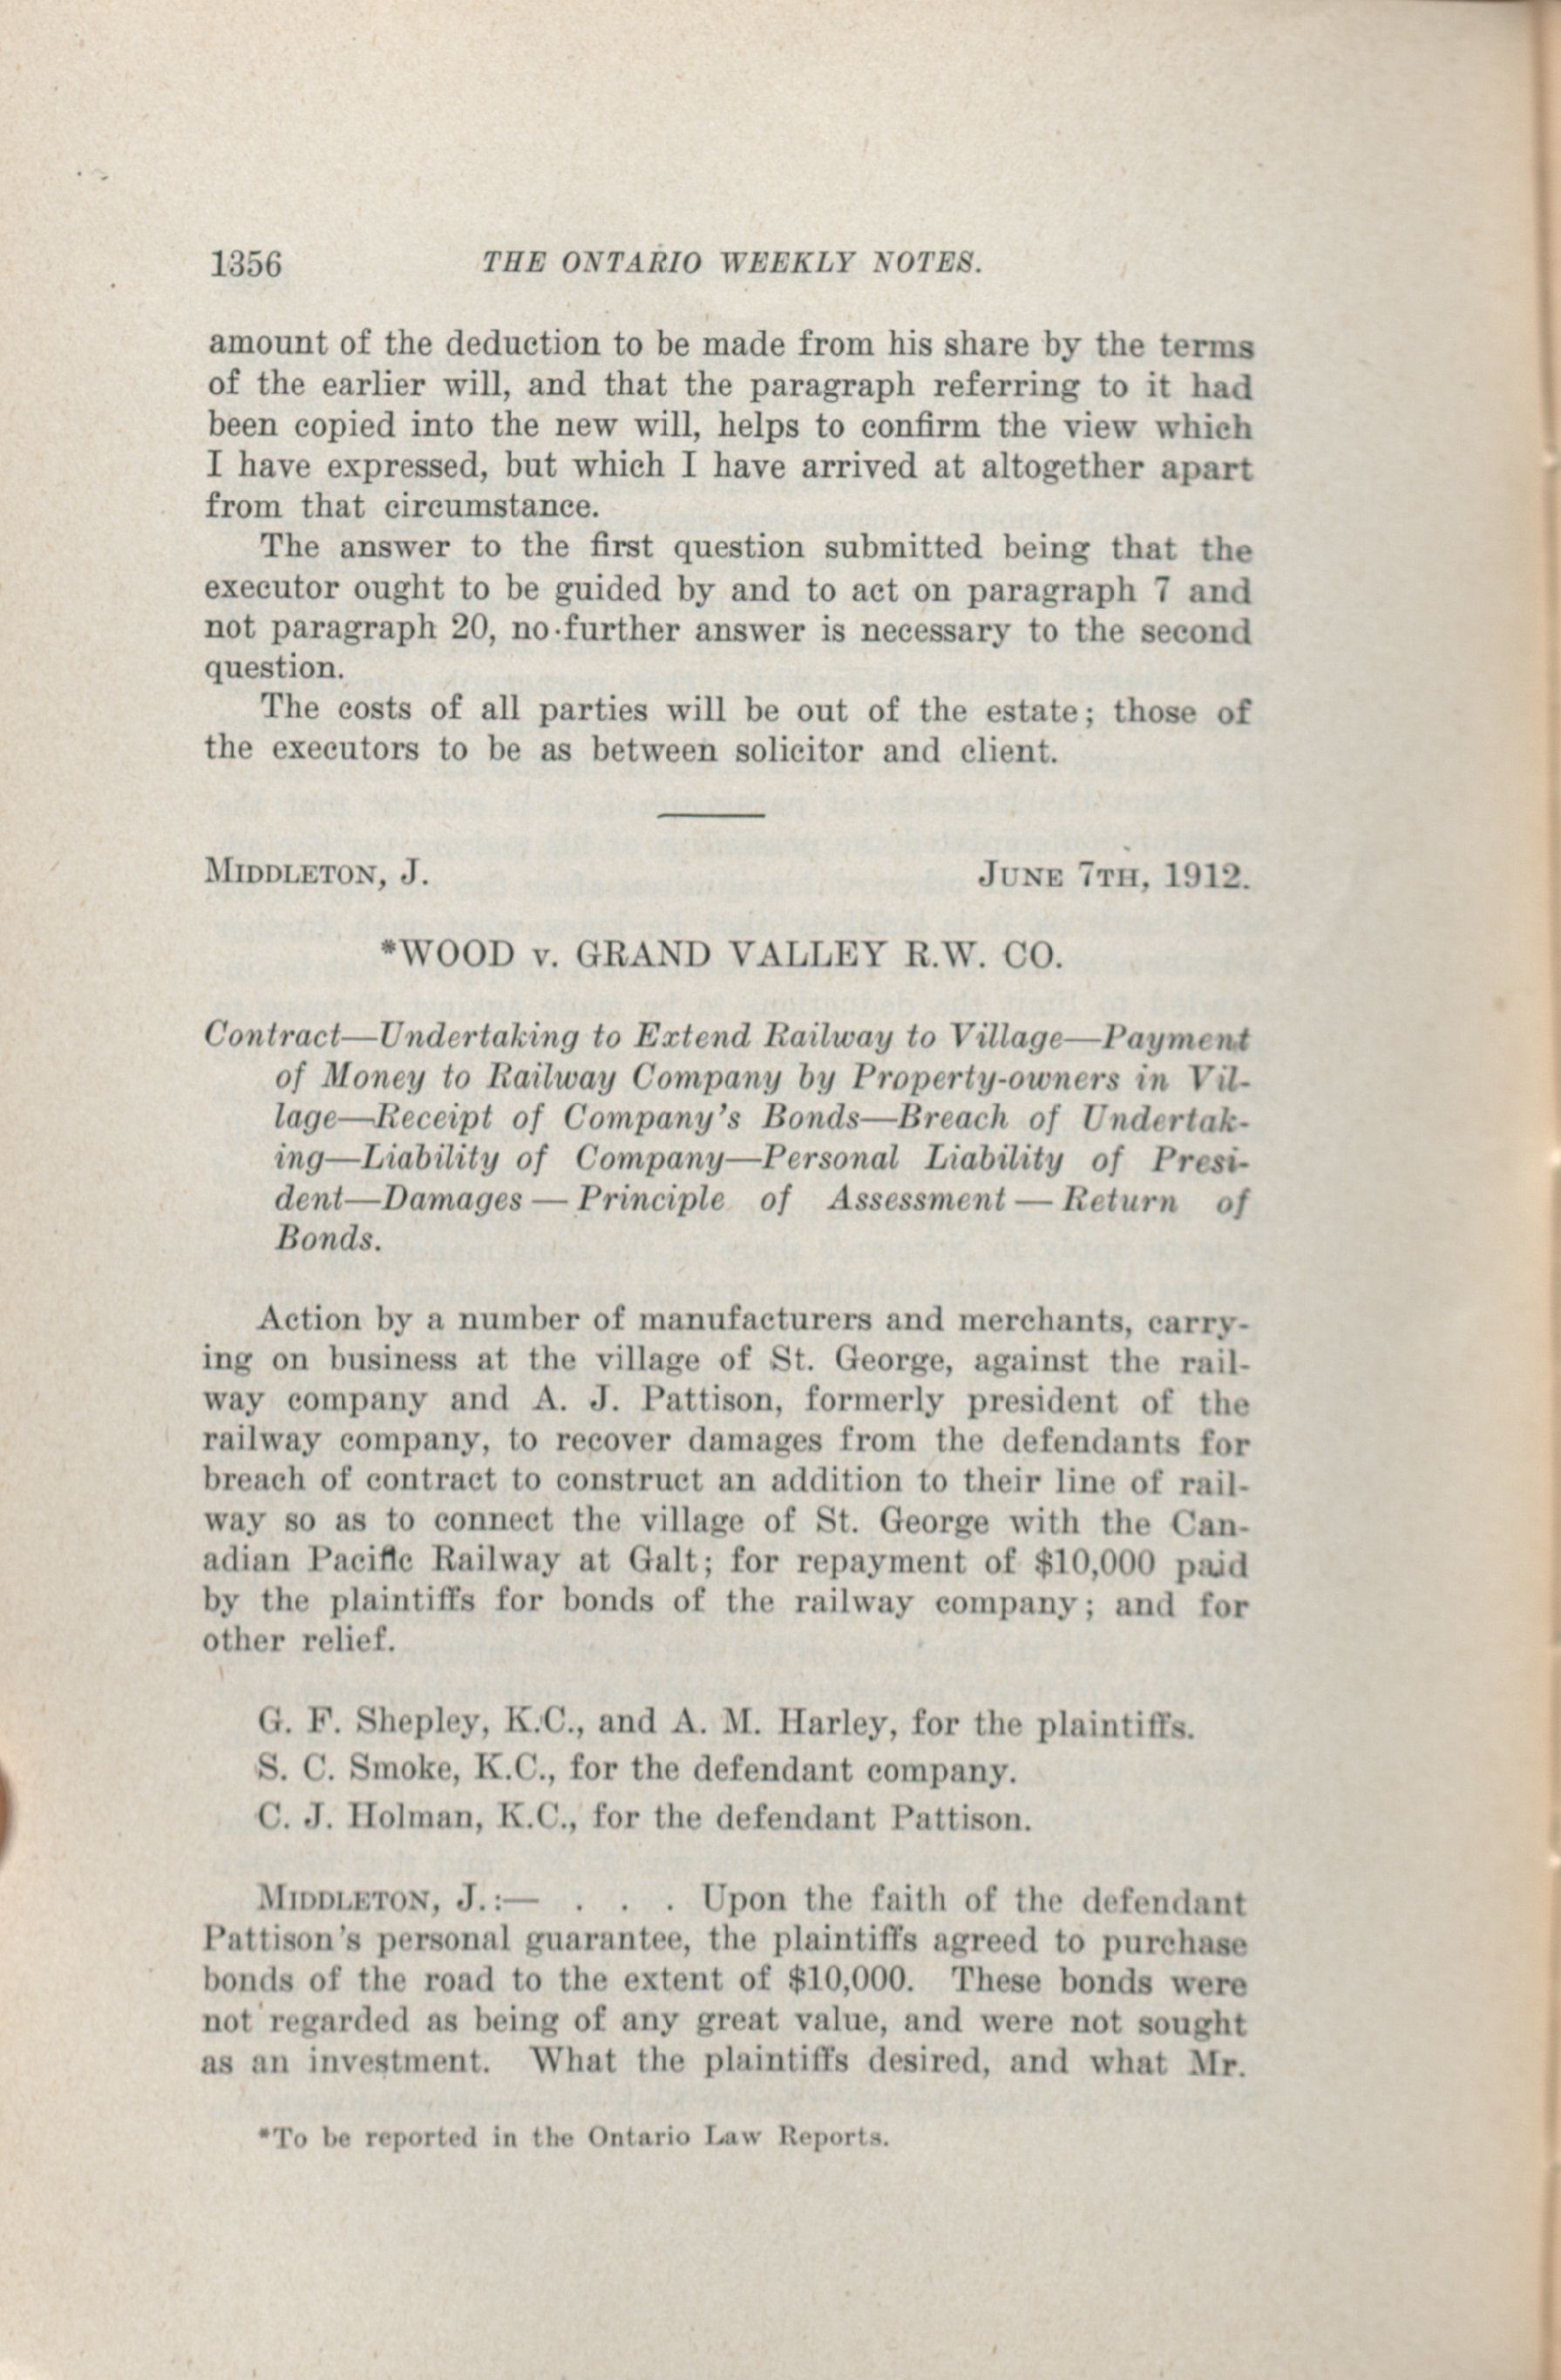 1356 THE ONTARIO WEEKLY NOTES.
amount of the deduction to be made from his share by the terms
of the earlier will, and that the paragraph referring to it had
been copied into the new will, helps to confirm the view which
I have expressed, but which I have arrived at altogether apart
from that circumstance.
The answer to the first question submitted being that the
executor ought to be guided by and to act on paragraph 7 and
not paragraph 20, no further answer is necessary to the second
question.
The costs of all parties will be out of the estate; those of
the executors to be as between solicitor and client.
MIDDLETON, J. JUNE 7TH, 1912.
*WOOD v. GRAND VALLEY R.W. CO.
Contract—Undertaking to Extend Railway to Village—Payment
of Money to Railway Company by Property-owners in Vil-
lage—Receipt of Company's Bonds—Breach of Undertak-
ing—Liability of Company—Personal Liability of Presi-
dent—Damages — Principle of Assessment — Return of
Bonds.
Action by a number of manufacturers and merchants, carry-
ing on business at the village of St. George, against the rail-
way company and A. J. Pattison, formerly president of the
railway company, to recover damages from the defendants for
breach of contract to construct an addition to their line of rail-
way so as to connect the village of St. George with the Can-
adian Pacific Railway at Galt; for repayment of $10,000 paid
by the plaintiffs for bonds of the railway company; and for
other relief.
G. F. Shepley, K.C., and A. M. Harley, for the plaintiffs.
S. C. Smoke, K.C., for the defendant company.
C. J. Holman, K.C., for the defendant Pattison.
MIDDLETON, J.:— . . . Upon the faith of the defendant
Pattison's personal guarantee, the plaintiffs agreed to purchase
bonds of the road to the extent of $10,000. These bonds were
not regarded as being of any great value, and were not sought
as an investment. What the plaintiffs desired, and what Mr.
*To be reported in the Ontario Law Reports.